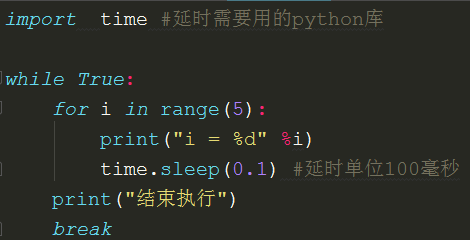 import  time #延时需要用的python库
while True:
for i in range(5):
print("i = %d" %i)
time.sleep(0.1) #延时单位100毫秒
print("结束执行")
break